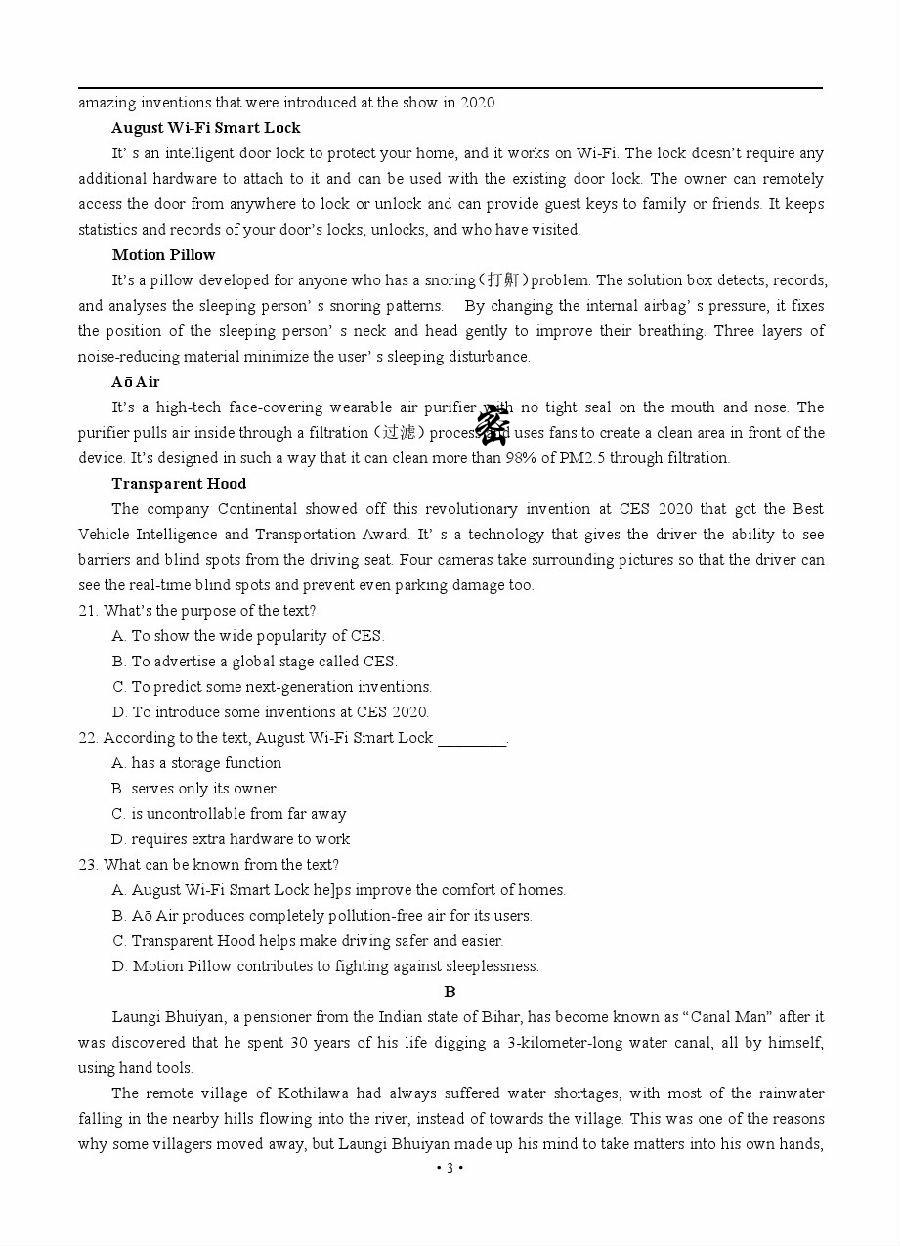 amazing inventions that were introduced at the show in 2020
August Wi-Fi Smart Lock
It' s an intelligent door lock to protect your home, and it works on Wi-Fi. The lock doesn't require any
additional hardware to attach to it and can be used with the existing door lock. The owner can remotely
access the door from anywhere to lock or unlock and can provide guest keys to family or friends. It keeps
statistics and records of your door's locks, unlocks, and who have visited.
Motion Pillow
It's a pillow developed for anyone who has a snoring(打鼾)problem. The solution box detects, records,
and analyses the sleeping person' s snoring patterns. By changing the internal airbag' s pressure, it fixes
the position of the sleeping person' s neck and head gently to improve their breathing. Three layers of
noise-reducing material minimize the user' s sleeping disturbance.
Aō Air
It's a high-tech face-covering wearable air purifier with no tight seal on the mouth and nose. The
purifier pulls air inside through a filtration (过滤) process and uses fans to create a clean area in front of the
密
device. It's designed in such a way that it can clean more than 98% of PM2.5 through filtration.
Transparent Hood
The company Continental showed off this revolutionary invention at CES 2020 that got the Best
Vehicle Intelligence and Transportation Award. It' s a technology that gives the driver the ability to see
barriers and blind spots from the driving seat. Four cameras take surrounding pictures so that the driver can
see the real-time blind spots and prevent even parking damage too.
21. What's the purpose of the text?
A. To show the wide popularity of CES.
B. To advertise a global stage called CES.
C. To predict some next-generation inventions.
D. To introduce some inventions at CES 2020.
22. According to the text, August Wi-Fi Smart Lock ________.
A. has a storage function
B. serves only its owner
C. is uncontrollable from far away
D. requires extra hardware to work
23. What can be known from the text?
A. August Wi-Fi Smart Lock he]ps improve the comfort of homes.
B. Aō Air produces completely pollution-free air for its users.
C. Transparent Hood helps make driving safer and easier.
D. Motion Pillow contributes to fighting against sleeplessness.
B
Laungi Bhuiyan, a pensioner from the Indian state of Bihar, has become known as “Canal Man” after it
was discovered that he spent 30 years of his life digging a 3-kilometer-long water canal, all by himself,
using hand tools.
The remote village of Kothilawa had always suffered water shortages, with most of the rainwater
falling in the nearby hills flowing into the river, instead of towards the village. This was one of the reasons
why some villagers moved away, but Laungi Bhuiyan made up his mind to take matters into his own hands,
• 3 •